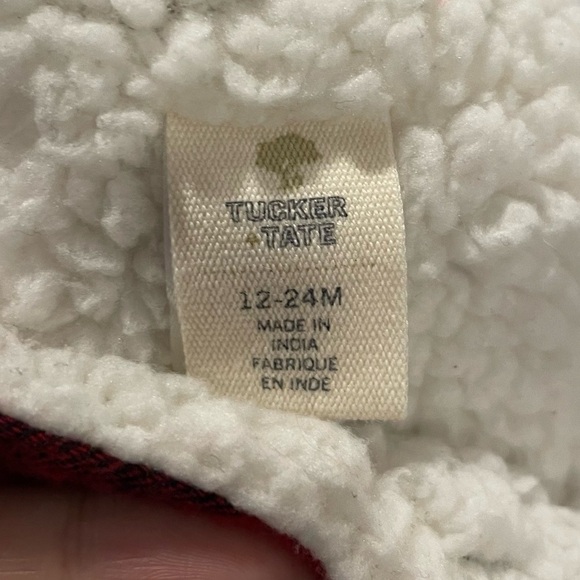 TUCKER
+TATE
12-24M
MADE IN
INDIA
FABRIQUE
EN INDE